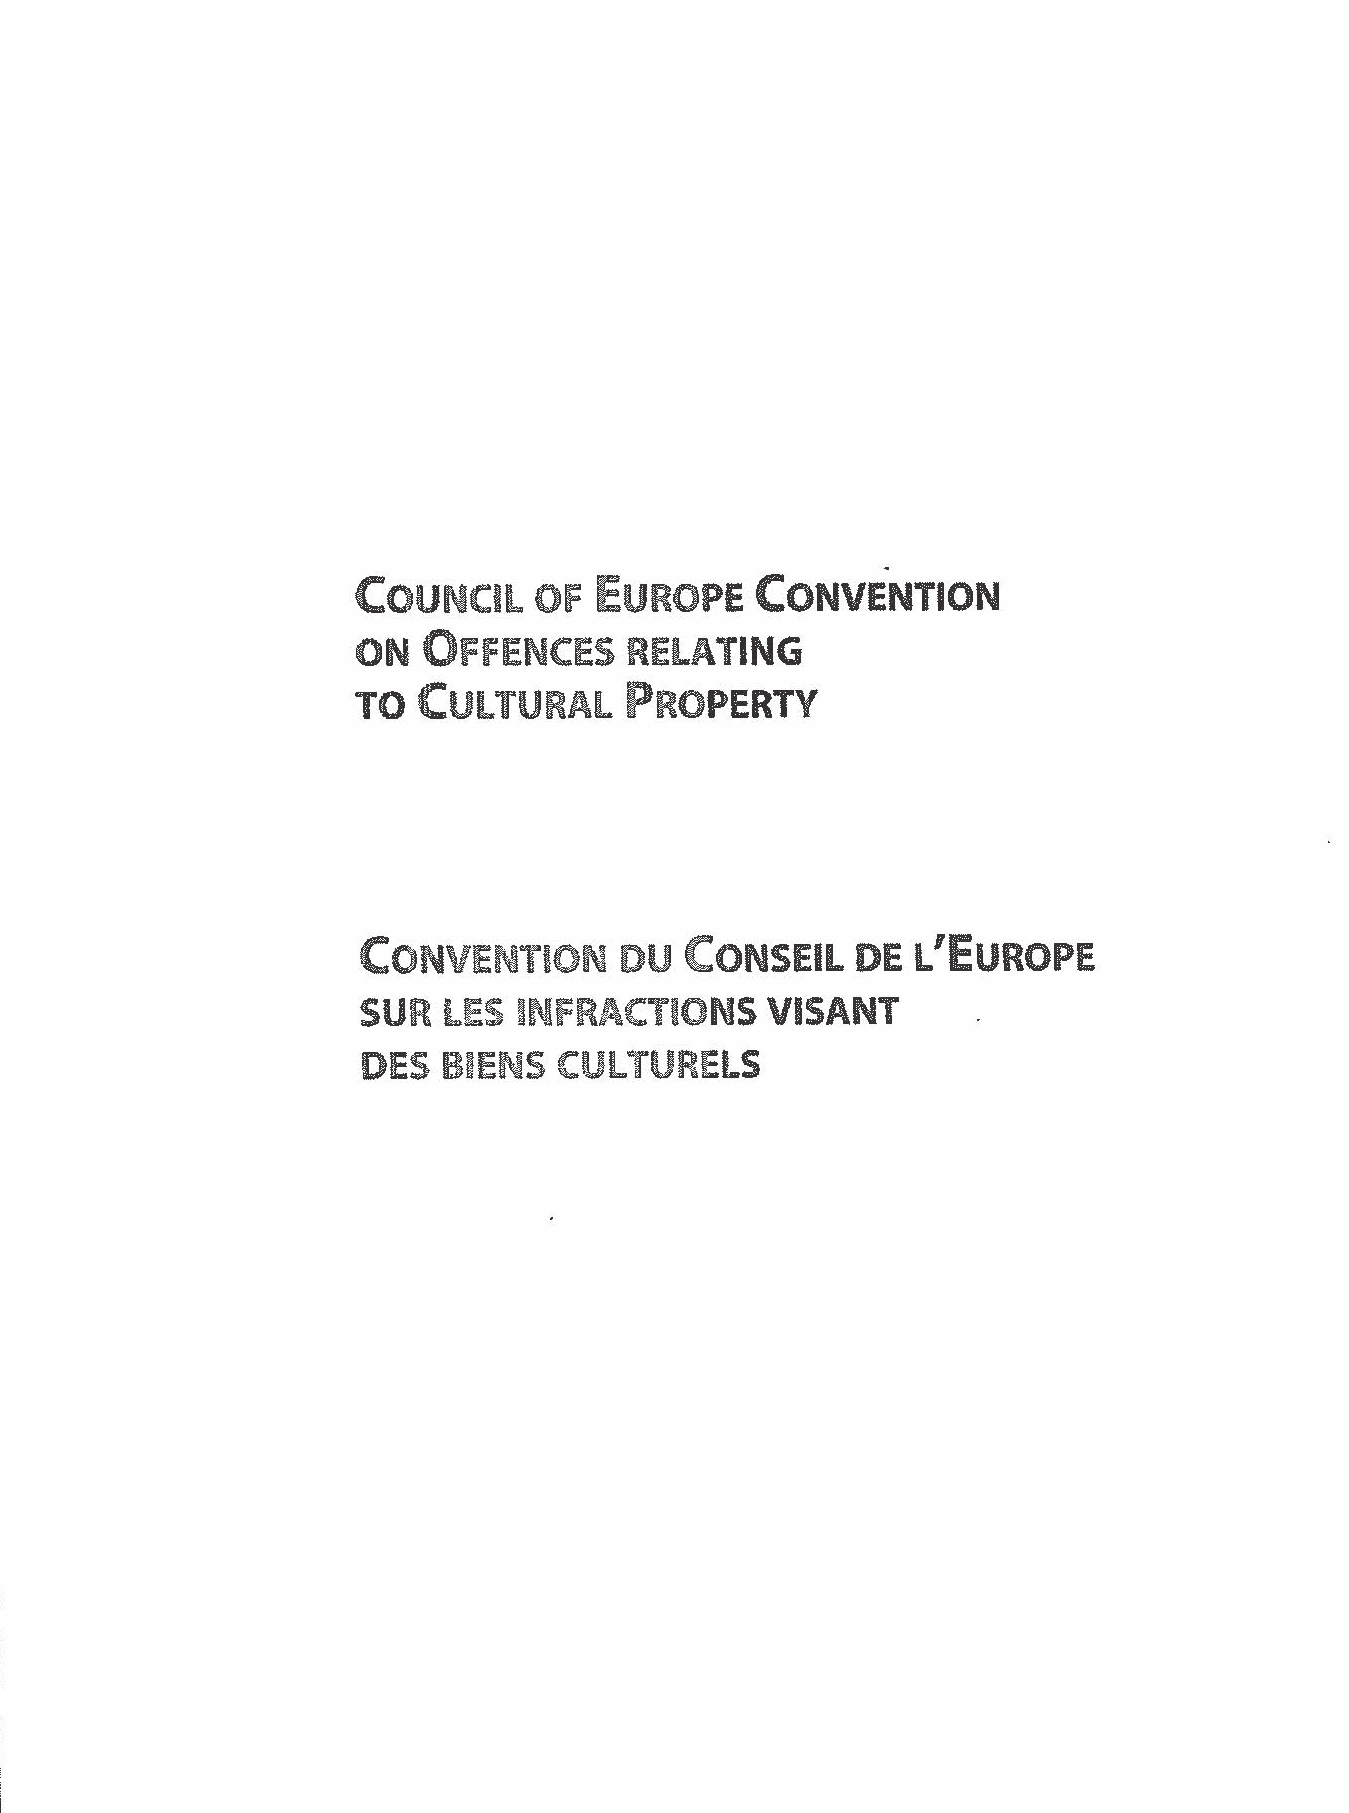 COUNCIL OF EUROPE CONVENTION
ON OFFENCES RELATING
TO CULTURAL PROPERTY
CONVENTION DU CONSEIL DE L'EUROPE
SUR LES INFRACTIONS VISANT
DES BIENS CULTURELS